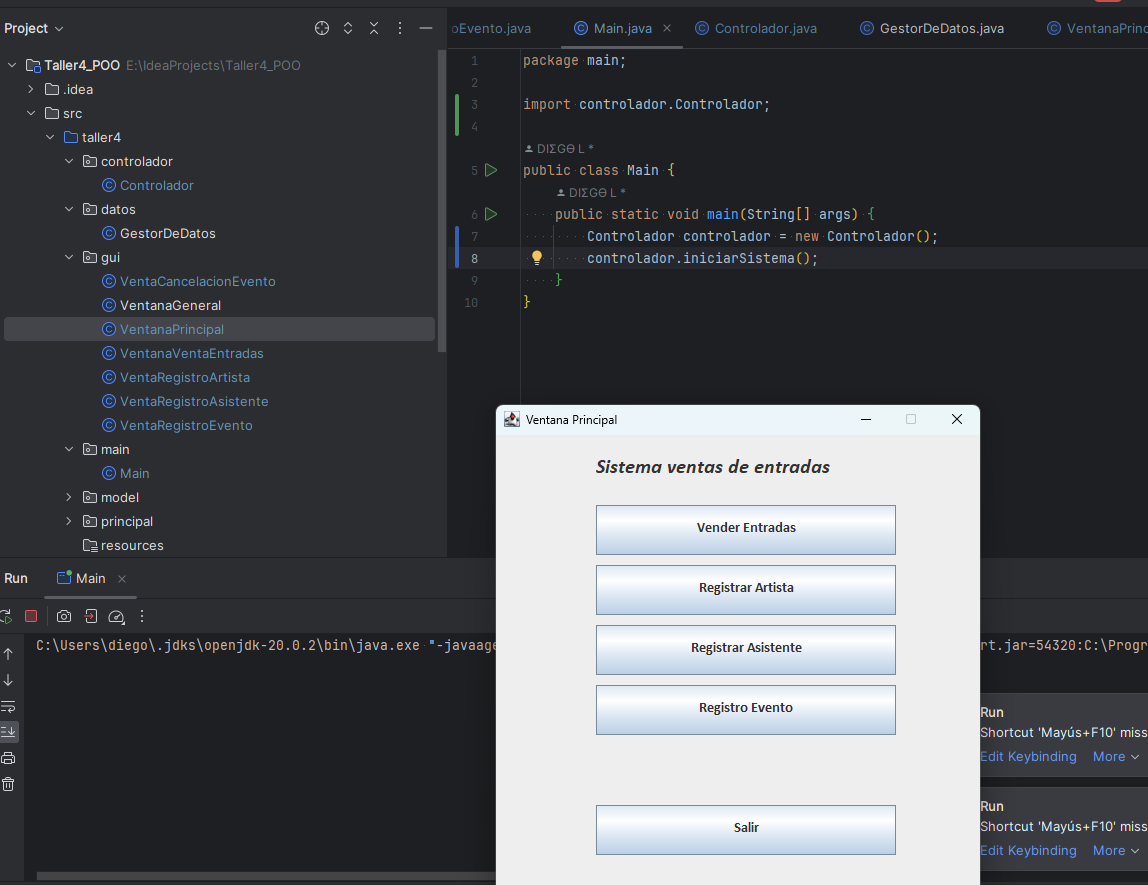 Project
oEvento.java
Main.java
Controlador.java
GestorDeDatos.java
VentanaPrinc
Taller4_POO E:\IdeaProjects\Taller4_POO
.idea
src
taller4
controlador
Controlador
datos
GestorDeDatos
gui
VentaCancelacionEvento
VentanaGeneral
VentanaPrincipal
VentanaVentaEntradas
VentaRegistroArtista
VentaRegistroAsistente
VentaRegistroEvento
main
Main
model
principal
resources
1 package main;
2
3 import controlador.Controlador;
4
DIΣGΘ L *
5 public class Main {
DIΣGΘ L *
6 public static void main(String[] args) {
7 Controlador controlador = new Controlador();
8 controlador.iniciarSistema();
9 }
10 }
Run
Main
C:\Users\diego\.jdks\openjdk-20.0.2\bin\java.exe "-javaage
rt.jar=54320:C:\Progr
Ventana Principal
Sistema ventas de entradas
Vender Entradas
Registrar Artista
Registrar Asistente
Registro Evento
Salir
Run
Shortcut 'Mayús+F10' miss
Edit Keybinding More
Run
Shortcut 'Mayús+F10' miss
Edit Keybinding More